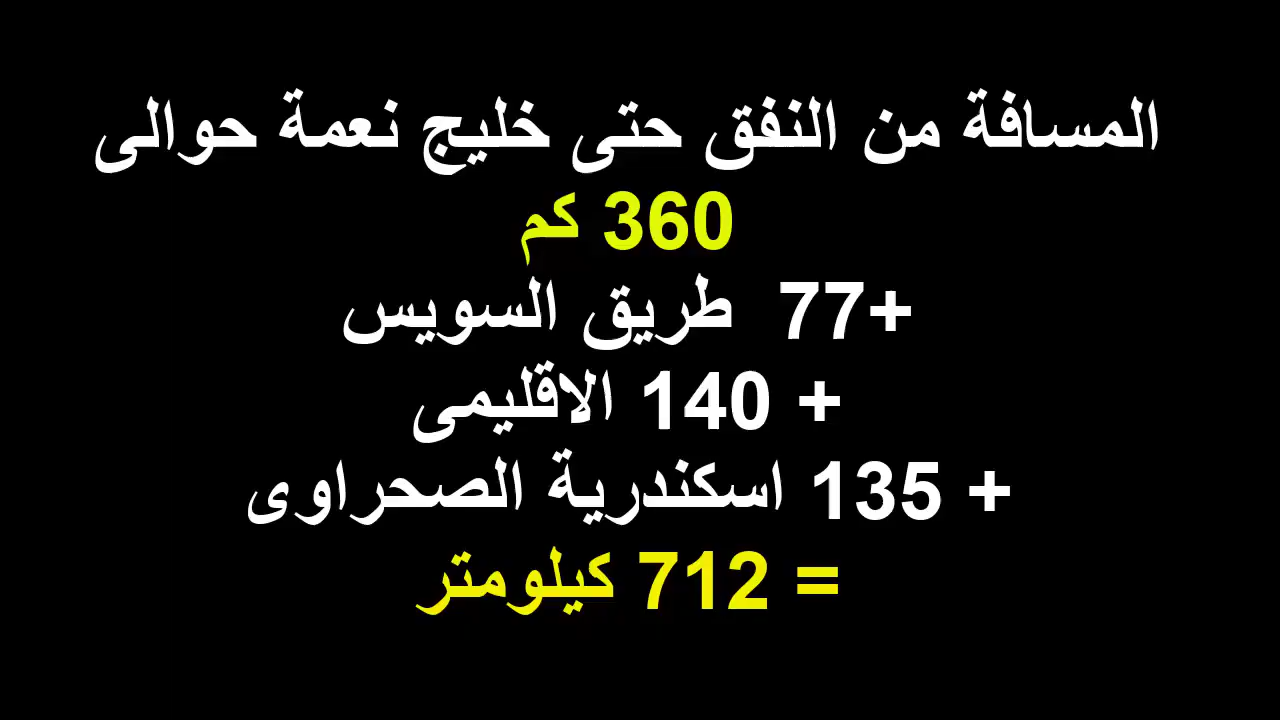 المسافة من النفق حتى خليج نعمة حوالى
360 كم
+77 طريق السويس
+ 140 الاقليمى
+ 135 اسكندرية الصحراوى
= 712 كيلومتر